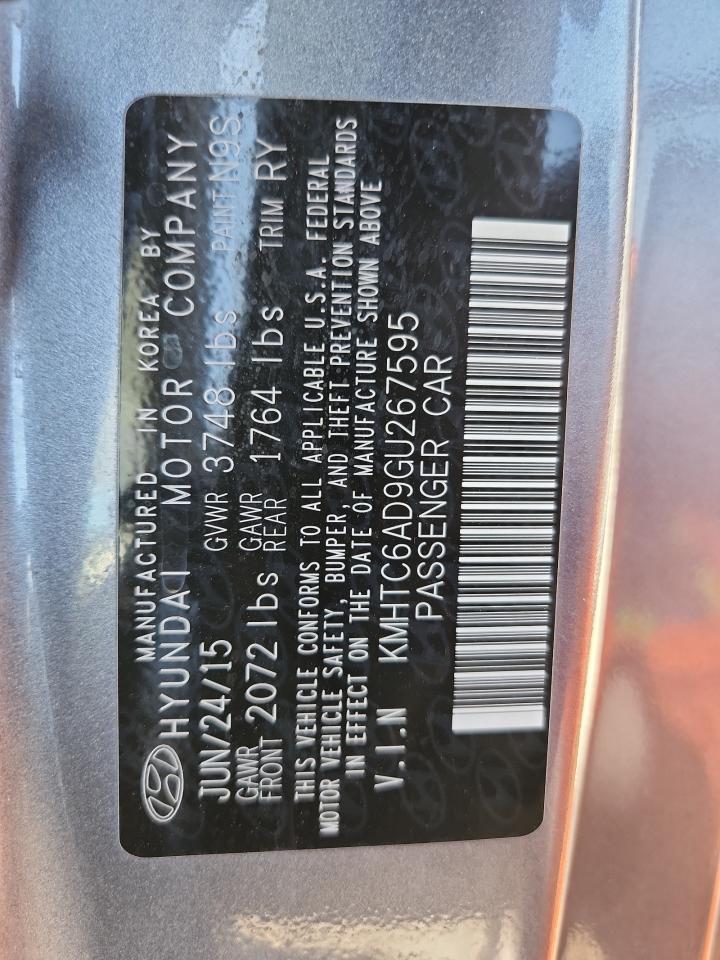 MANUFACTURED IN KOREA BY
HYUNDAI MOTOR COMPANY
JUN/24/15 GVWR 3748 lbs PAINT N9S
GAWR FRONT 2072 lbs GAWR REAR 1764 lbs TRIM RY
THIS VEHICLE CONFORMS TO ALL APPLICABLE U.S.A. FEDERAL
MOTOR VEHICLE SAFETY, BUMPER, AND THEFT PREVENTION STANDARDS
IN EFFECT ON THE DATE OF MANUFACTURE SHOWN ABOVE
V.I.N KMHTC6AD9GU267595
PASSENGER CAR